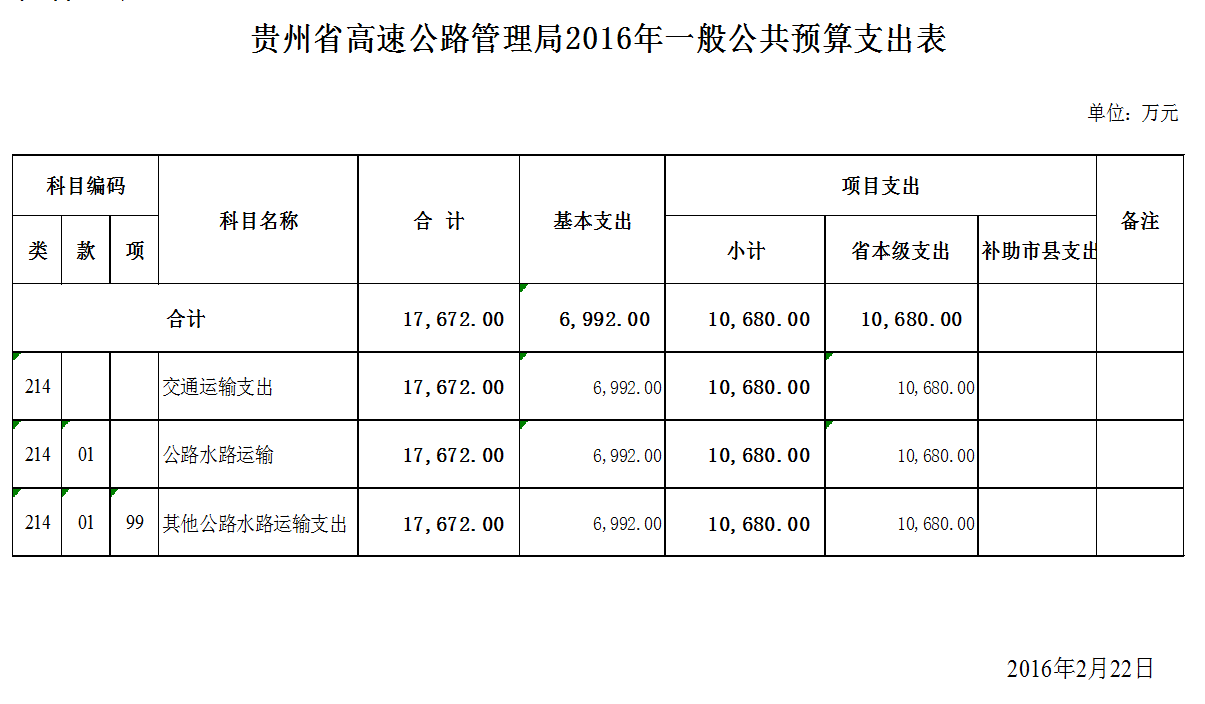 贵州省高速公路管理局2016年一般公共预算支出表
单位：万元
科目编码 科目名称 合 计 基本支出 项目支出 备注
类 款 项 小计 省本级支出 补助市县支出
合计 17,672.00 6,992.00 10,680.00 10,680.00
214 交通运输支出 17,672.00 6,992.00 10,680.00 10,680.00
214 01 公路水路运输 17,672.00 6,992.00 10,680.00 10,680.00
214 01 99 其他公路水路运输支出 17,672.00 6,992.00 10,680.00 10,680.00
2016年2月22日